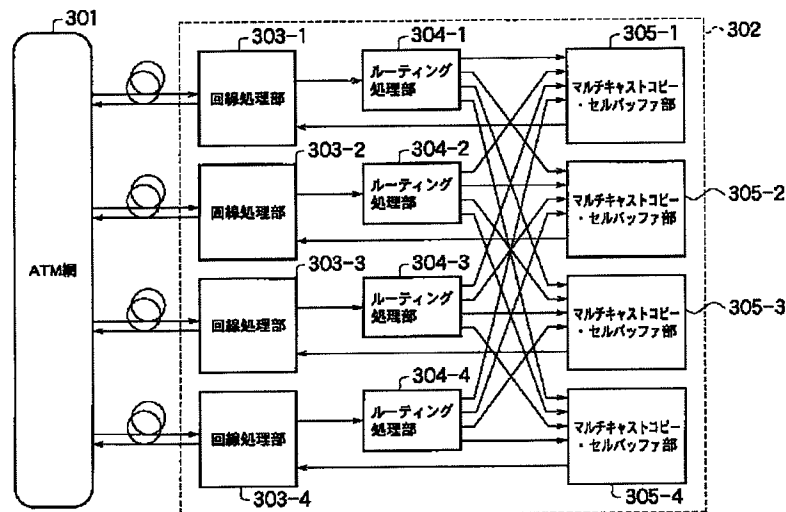 301
302
303-1
304-1
305-1
回線処理部
ルーティング
処理部
マルチキャストコピー
・セルバッファ部
303-2
304-2
305-2
回線処理部
ルーティング
処理部
マルチキャストコピー
・セルバッファ部
ATM網
303-3
304-3
305-3
回線処理部
ルーティング
処理部
マルチキャストコピー
・セルバッファ部
304-4
回線処理部
ルーティング
処理部
マルチキャストコピー
・セルバッファ部
303-4
305-4